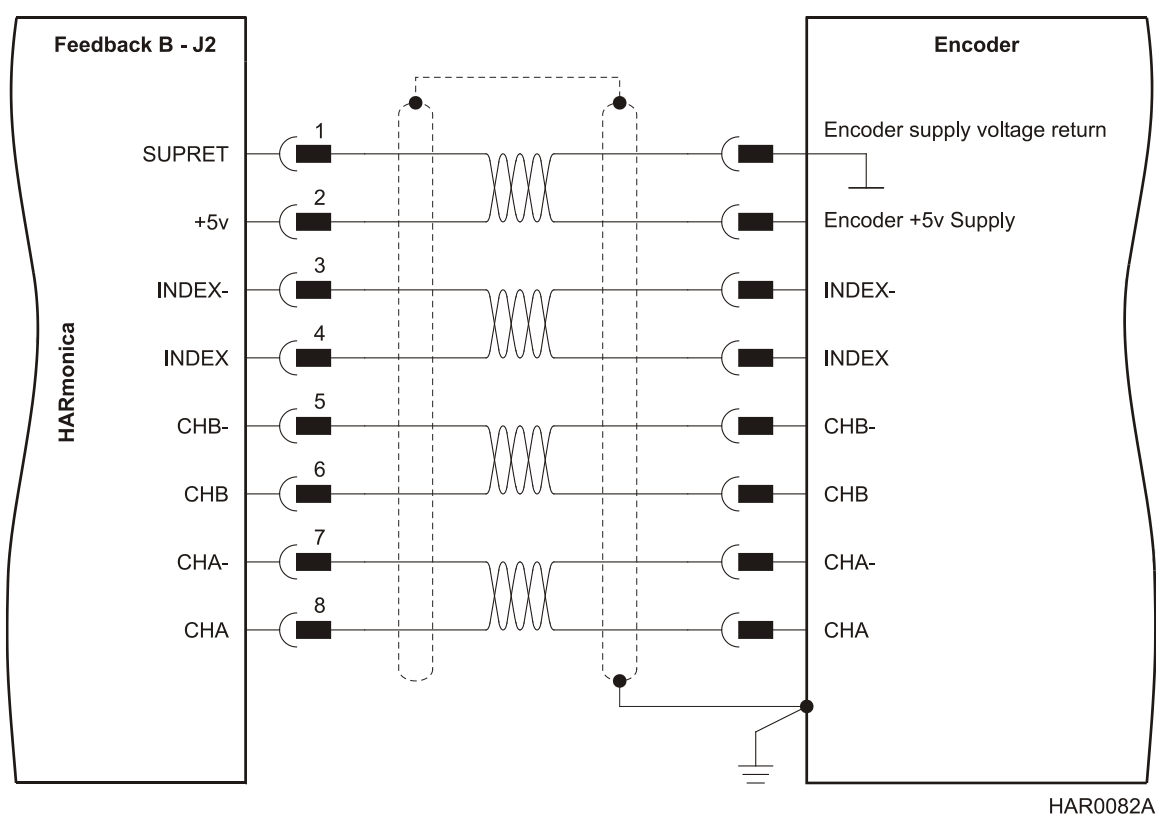 Feedback B - J2
Encoder
1
SUPRET
Encoder supply voltage return
2
+5v
Encoder +5v Supply
3
INDEX-
INDEX-
4
INDEX
INDEX
HARmonica
5
CHB-
CHB-
6
CHB
CHB
7
CHA-
CHA-
8
CHA
CHA
HAR0082A